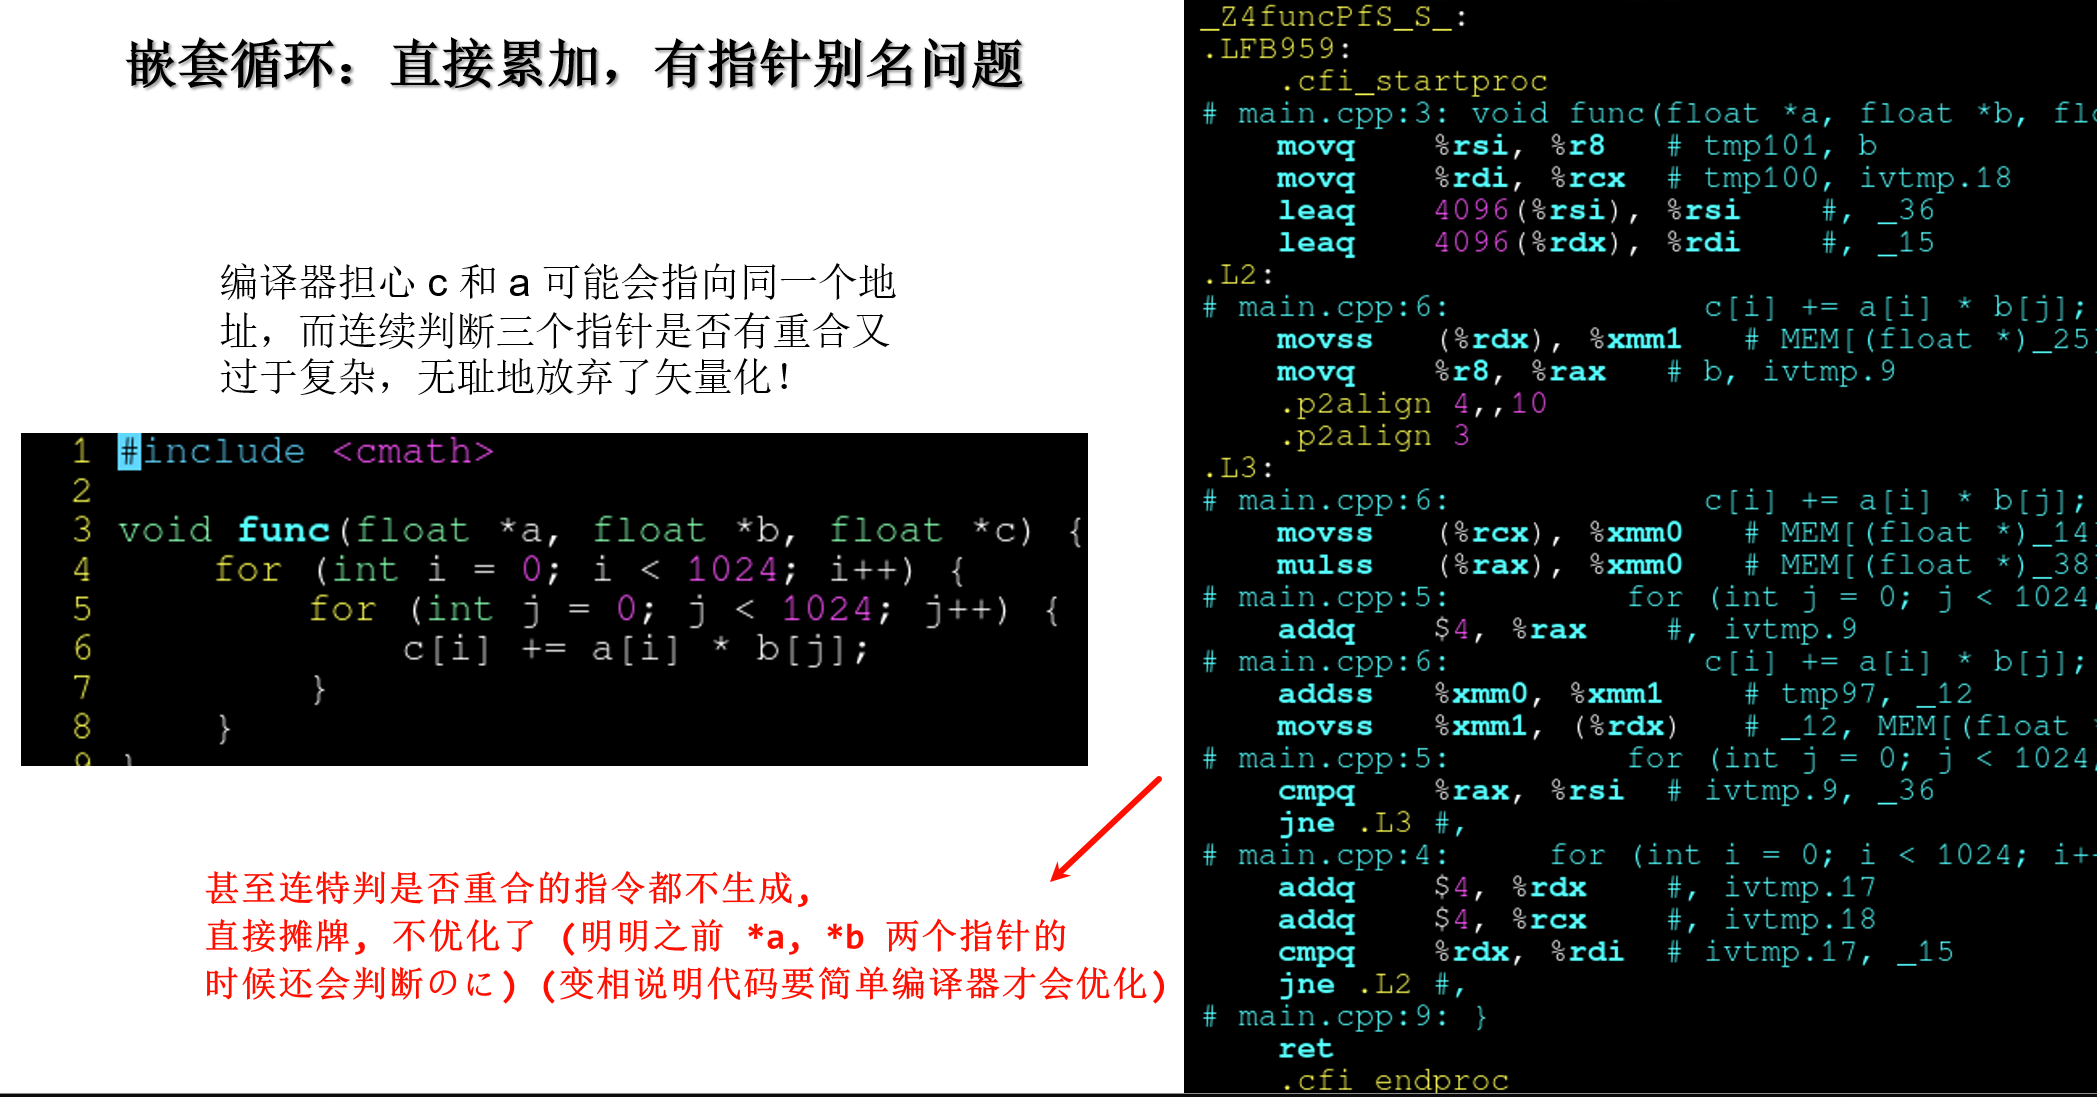 嵌套循环：直接累加，有指针别名问题
编译器担心 c 和 a 可能会指向同一个地
址，而连续判断三个指针是否有重合又
过于复杂，无耻地放弃了矢量化！
1 #include <cmath>
2
3 void func(float *a, float *b, float *c) {
4     for (int i = 0; i < 1024; i++) {
5         for (int j = 0; j < 1024; j++) {
6             c[i] += a[i] * b[j];
7         }
8     }
9 }
甚至连特判是否重合的指令都不生成，
直接摊牌，不优化了（明明之前 *a, *b 两个指针的
时候还会判断のに）(变相说明代码要简单编译器才会优化)
_Z4funcPfS_S_:
.LFB959:
.cfi_startproc
# main.cpp:3: void func(float *a, float *b, flo
movq %rsi, %r8 # tmp101, b
movq %rdi, %rcx # tmp100, ivtmp.18
leaq 4096(%rsi), %rsi #, _36
leaq 4096(%rdx), %rdi #, _15
.L2:
# main.cpp:6: c[i] += a[i] * b[j];
movss (%rdx), %xmm1 # MEM[(float *)_25]
movq %r8, %rax # b, ivtmp.9
.p2align 4,,10
.p2align 3
.L3:
# main.cpp:6: c[i] += a[i] * b[j];
movss (%rcx), %xmm0 # MEM[(float *)_14]
mulss (%rax), %xmm0 # MEM[(float *)_38]
# main.cpp:5: for (int j = 0; j < 1024;
addq $4, %rax #, ivtmp.9
# main.cpp:6: c[i] += a[i] * b[j];
addss %xmm0, %xmm1 # tmp97, _12
movss %xmm1, (%rdx) # _12, MEM[(float *
# main.cpp:5: for (int j = 0; j < 1024;
cmpq %rax, %rsi # ivtmp.9, _36
jne .L3 #,
# main.cpp:4: for (int i = 0; i < 1024; i++
addq $4, %rdx #, ivtmp.17
addq $4, %rcx #, ivtmp.18
cmpq %rdx, %rdi # ivtmp.17, _15
jne .L2 #,
# main.cpp:9: }
ret
.cfi_endproc